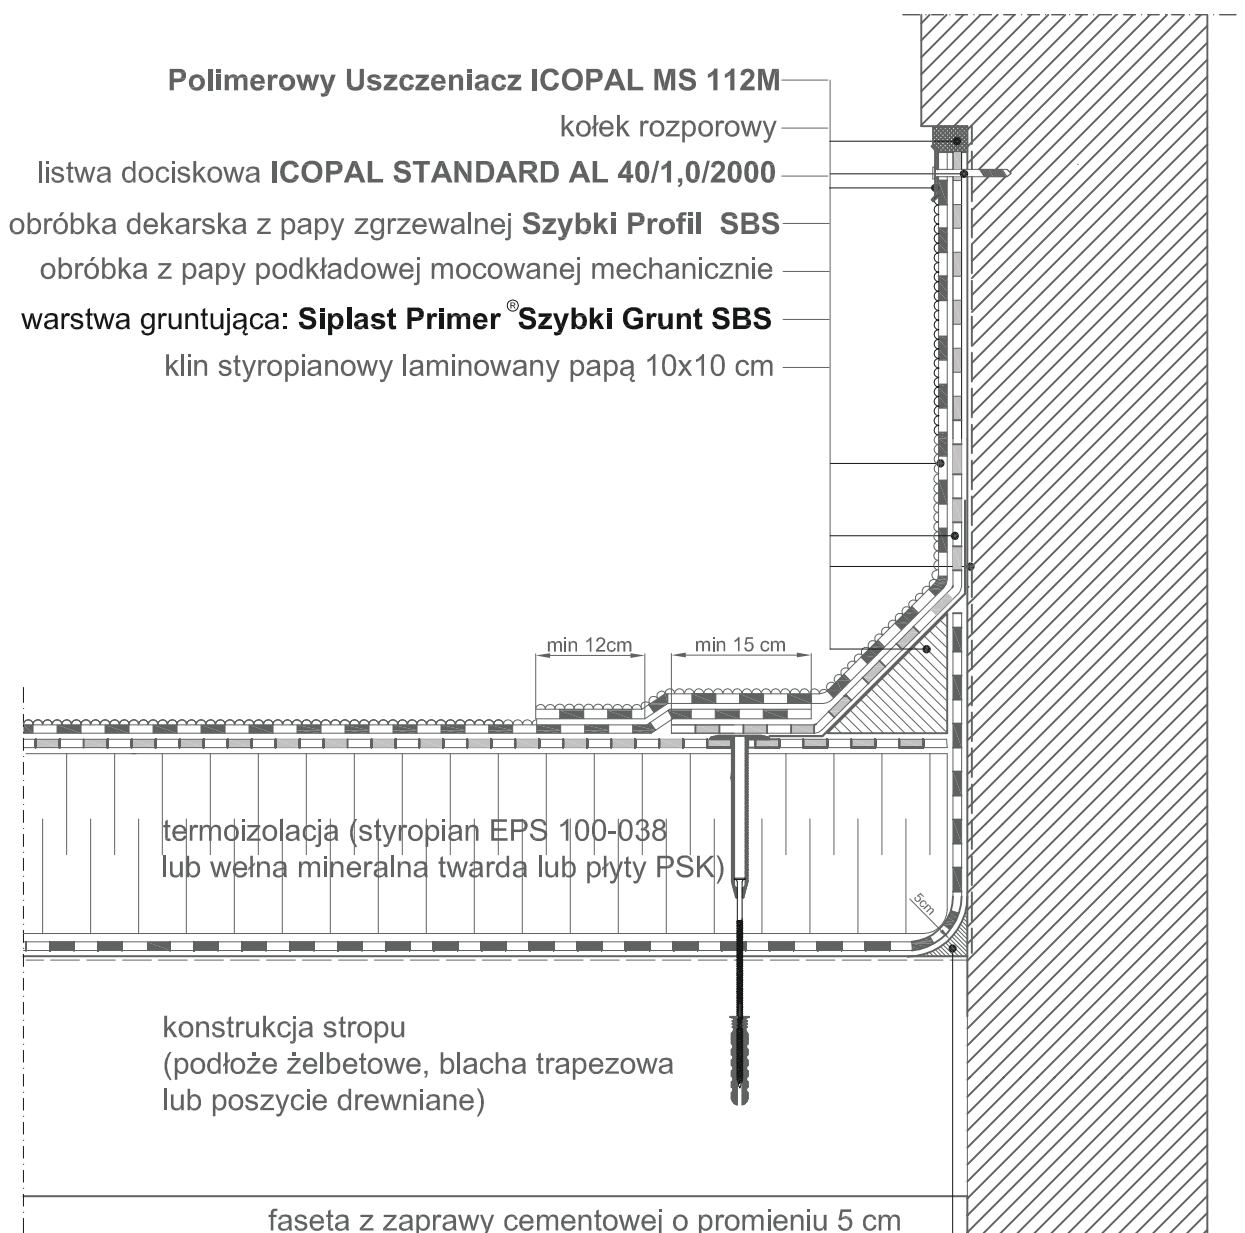 Polimerowy Uszczeniacz ICOPAL MS 112M
kołek rozporowy
listwa dociskowa ICOPAL STANDARD AL 40/1,0/2000
obróbka dekarska z papy zgrzewalnej Szybki Profil SBS
obróbka z papy podkładowej mocowanej mechanicznie
warstwa gruntująca: Siplast Primer ® Szybki Grunt SBS
klin styropianowy laminowany papą 10x10 cm
min 12cm
min 15 cm
termoizolacja (styropian EPS 100-038
lub wełna mineralna twarda lub płyty PSK)
5cm
konstrukcja stropu
(podłoże żelbetowe, blacha trapezowa
lub poszycie drewniane)
faseta z zaprawy cementowej o promieniu 5 cm